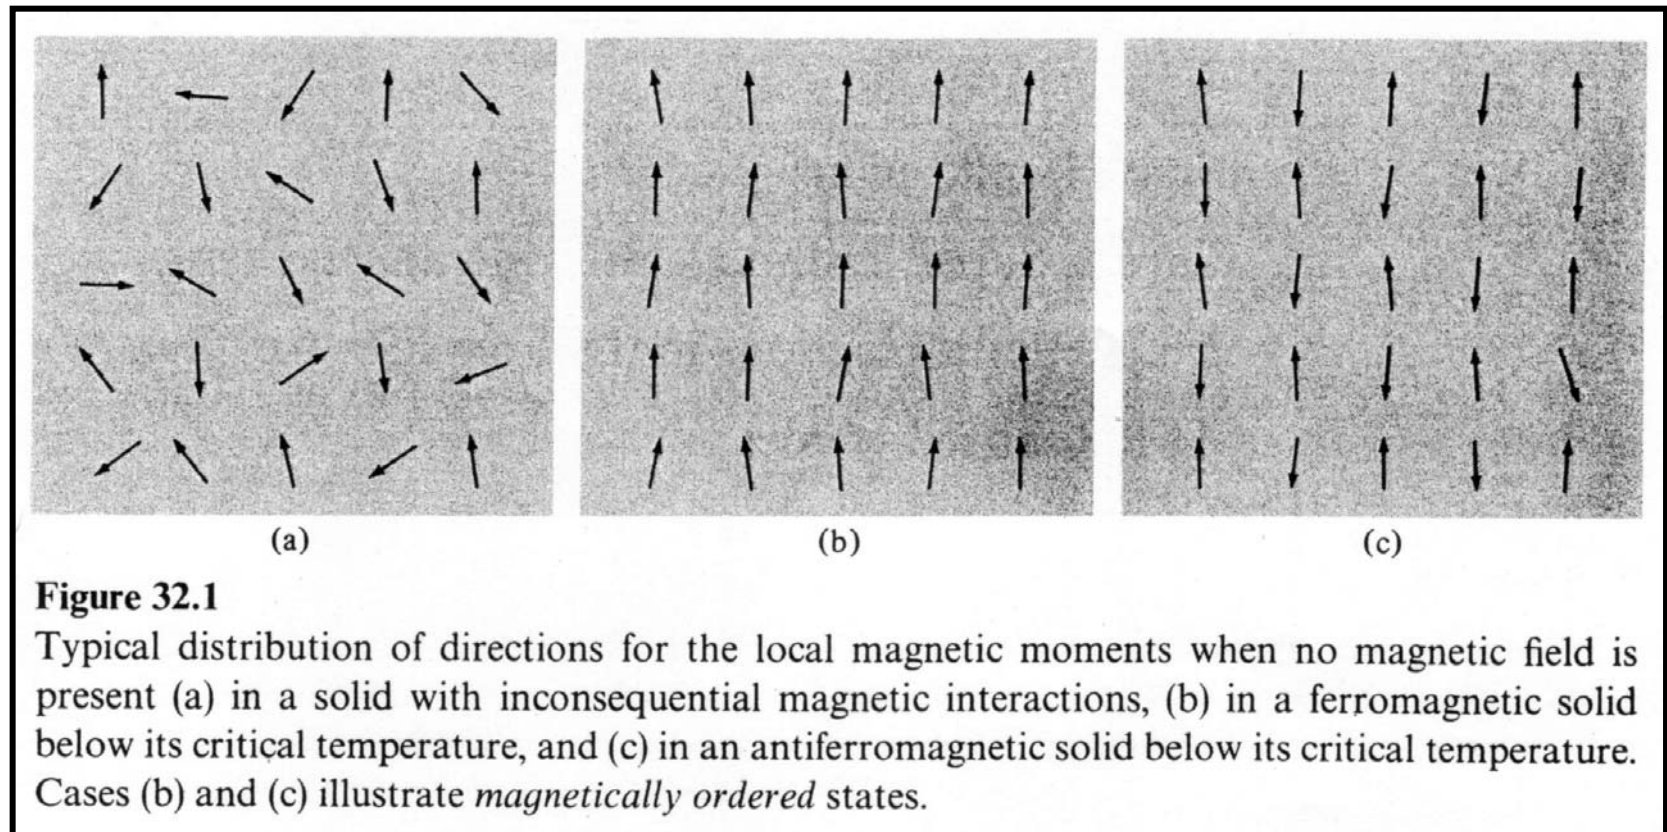 (a) (b) (c)
Figure 32.1
Typical distribution of directions for the local magnetic moments when no magnetic field is
present (a) in a solid with inconsequential magnetic interactions, (b) in a ferromagnetic solid
below its critical temperature, and (c) in an antiferromagnetic solid below its critical temperature.
Cases (b) and (c) illustrate magnetically ordered states.